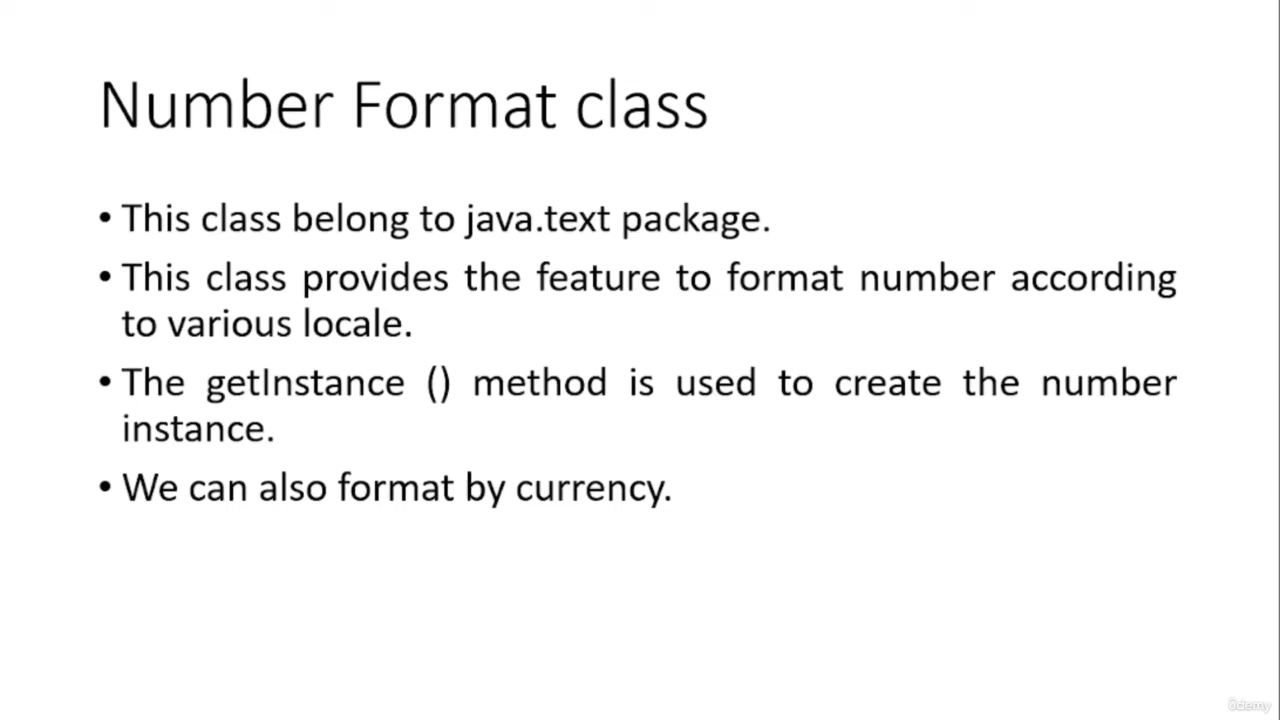 Number Format class
• This class belong to java.text package.
• This class provides the feature to format number according
to various locale.
• The getInstance () method is used to create the number
instance.
• We can also format by currency.
ûdemy